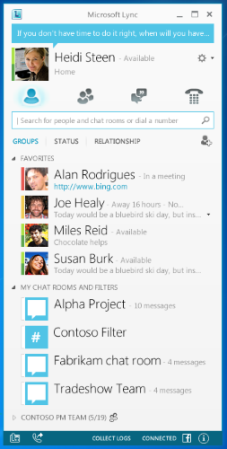 Microsoft Lync
If you don't have time to do it right, when will you have...
Heidi Steen - Available
Home
Search for people and chat rooms or dial a number
GROUPS STATUS RELATIONSHIP
FAVORITES
Alan Rodrigues - In a meeting
http://www.bing.com
Joe Healy - Away 16 hours - No...
Today would be a bluebird ski day, but ins...
Miles Reid - Available
Chocolate helps
Susan Burk - Available
Today would be a bluebird ski day, but ins...
MY CHAT ROOMS AND FILTERS
Alpha Project - 10 messages
# Contoso Filter
Fabrikam chat room - 4 messages
Tradeshow Team - 4 messages
CONTOSO PM TEAM (5/19)
COLLECT LOGS CONNECTED